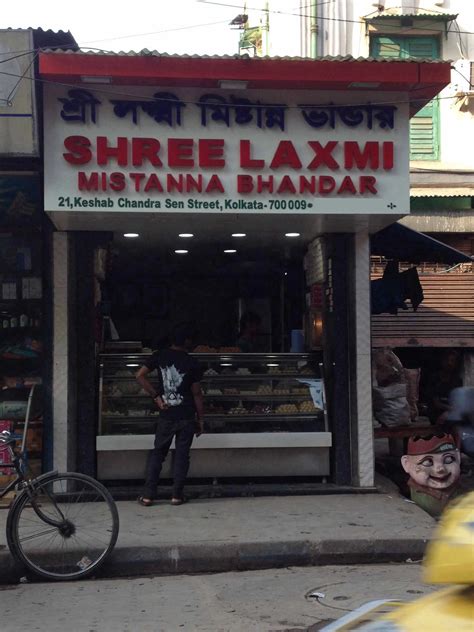 শ্রী লক্ষ্মী মিষ্টান্ন ভাণ্ডার
SHREE LAXMI
MISTANNA BHANDAR
21, Keshab Chandra Sen Street, Kolkata-700 009